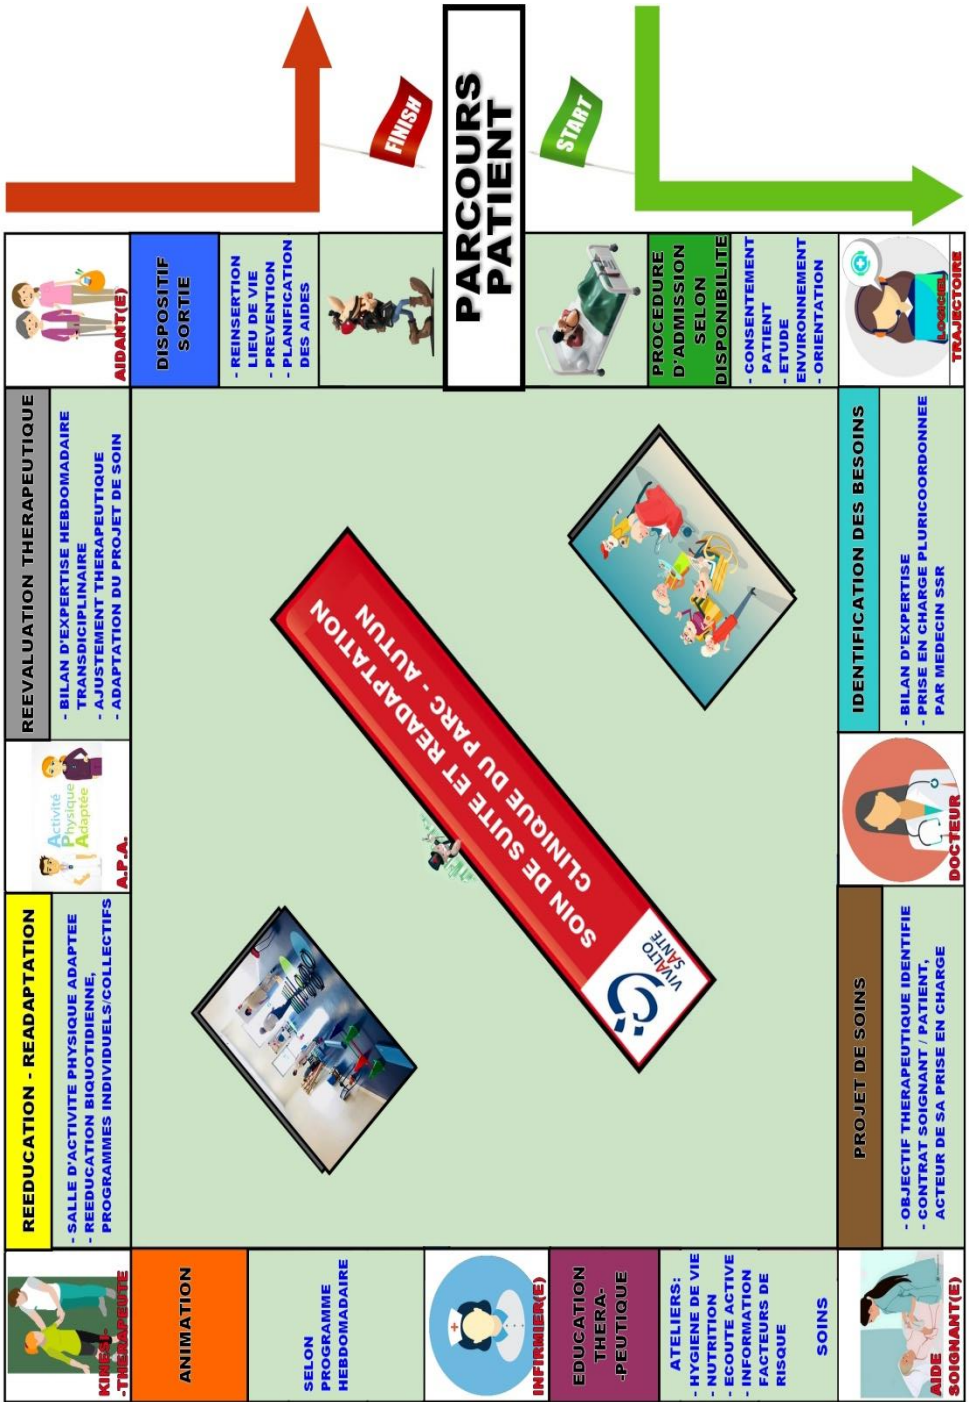 PARCOURS
PATIENT
START
FINISH
PROCEDURE
D'ADMISSION
SELON
DISPONIBILITE
- CONSENTEMENT
PATIENT
- ETUDE
ENVIRONNEMENT
- ORIENTATION
LOGICIEL
TRAJECTOIRE
IDENTIFICATION DES BESOINS
- BILAN D'EXPERTISE
- PRISE EN CHARGE PLURICOORDONNEE
PAR MEDECIN SSR
DOCTEUR
PROJET DE SOINS
- OBJECTIF THERAPEUTIQUE IDENTIFIE
- CONTRAT SOIGNANT / PATIENT,
ACTEUR DE SA PRISE EN CHARGE
AIDE
SOIGNANT(E)
EDUCATION
THERA-
-PEUTIQUE
ATELIERS:
- HYGIENE DE VIE
- NUTRITION
- ECOUTE ACTIVE
- INFORMATION
FACTEURS DE
RISQUE
SOINS
INFIRMIER(E)
ANIMATION
SELON
PROGRAMME
HEBDOMADAIRE
KINESI-
-THERAPEUTE
REEDUCATION - READAPTATION
- SALLE D'ACTIVITE PHYSIQUE ADAPTEE
- REEDUCATION BIQUOTIDIENNE,
PROGRAMMES INDIVIDUELS/COLLECTIFS
Activité
Physique
Adaptée
A.P.A.
REEVALUATION THERAPEUTIQUE
- BILAN D'EXPERTISE HEBDOMADAIRE
TRANSDICIPLINAIRE
- AJUSTEMENT THERAPEUTIQUE
- ADAPTATION DU PROJET DE SOIN
AIDANT(E)
DISPOSITIF
SORTIE
- REINSERTION
LIEU DE VIE
- PREVENTION
- PLANIFICATION
DES AIDES
SOIN DE SUITE ET READAPTATION
CLINIQUE DU PARC - AUTUN
VIVALTO
SANTÉ